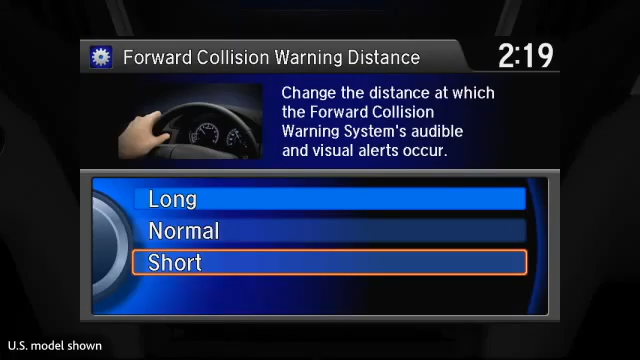 Forward Collision Warning Distance
2:19
Change the distance at which
the Forward Collision
Warning System's audible
and visual alerts occur.
Long
Normal
Short
U.S. model shown